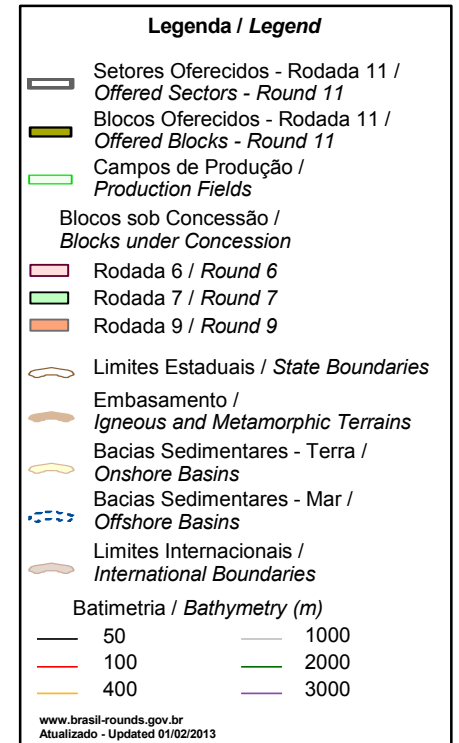 Legenda / Legend
Setores Oferecidos - Rodada 11 /
Offered Sectors - Round 11
Blocos Oferecidos - Rodada 11 /
Offered Blocks - Round 11
Campos de Produção /
Production Fields
Blocos sob Concessão /
Blocks under Concession
Rodada 6 / Round 6
Rodada 7 / Round 7
Rodada 9 / Round 9
Limites Estaduais / State Boundaries
Embasamento /
Igneous and Metamorphic Terrains
Bacias Sedimentares - Terra /
Onshore Basins
Bacias Sedimentares - Mar /
Offshore Basins
Limites Internacionais /
International Boundaries
Batimetria / Bathymetry (m)
50 1000
100 2000
400 3000
www.brasil-rounds.gov.br
Atualizado - Updated 01/02/2013